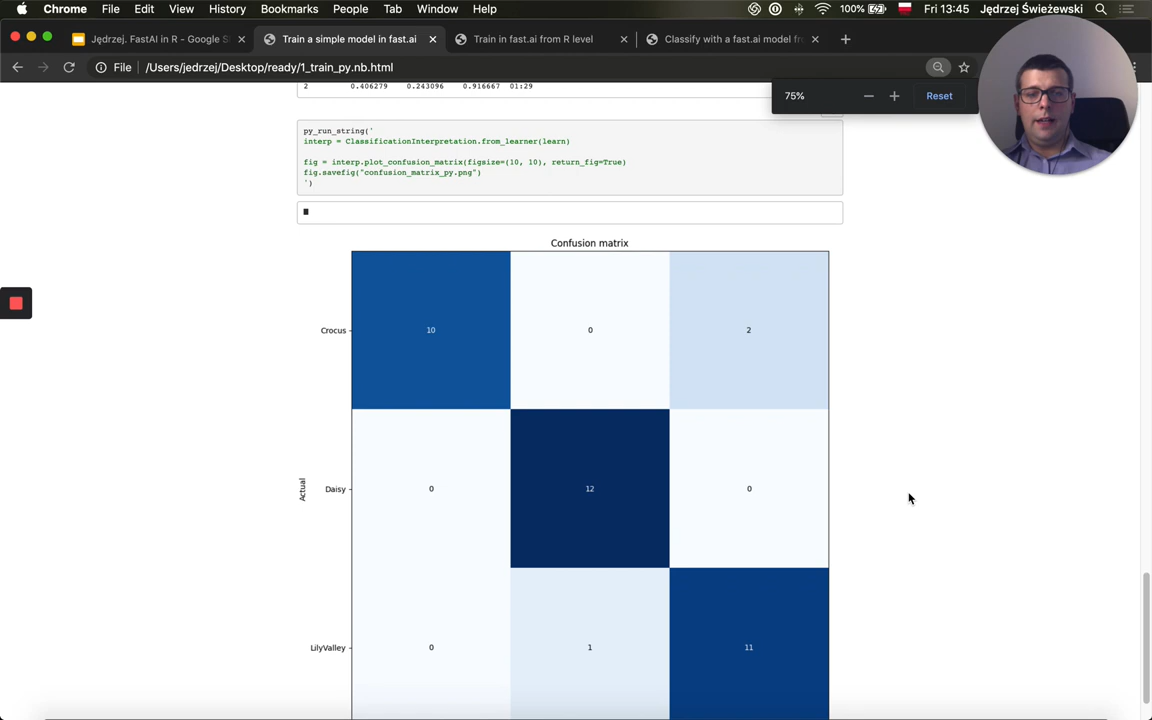 Chrome File Edit View History Bookmarks People Tab Window Help 100% Fri 13:45 Jędrzej Świeżewski
Jędrzej. FastAI in R - Google S
Train a simple model in fast.ai
Train in fast.ai from R level
Classify with a fast.ai model fr
File /Users/jedrzej/Desktop/ready/1_train_py.nb.html
75% Reset
2 0.406279 0.243096 0.916667 01:29
py_run_string('
interp = ClassificationInterpretation.from_learner(learn)
fig = interp.plot_confusion_matrix(figsize=(10, 10), return_fig=True)
fig.savefig("confusion_matrix_py.png")
')
Confusion matrix
Crocus 10 0 2
Actual
Daisy 0 12 0
LilyValley 0 1 11